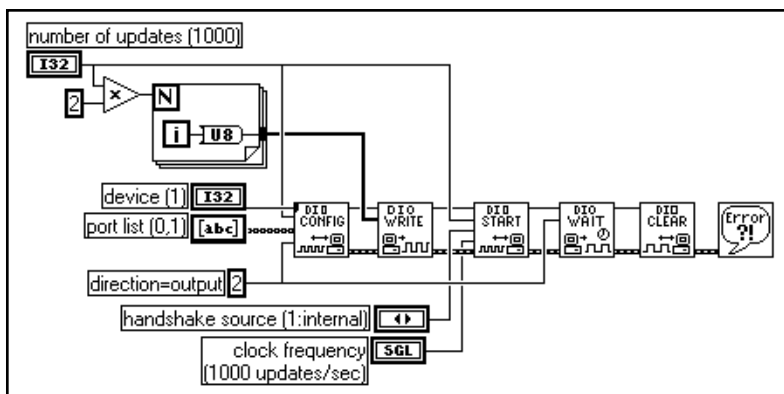 number of updates (1000)
I32
2
×
N
i
U8
device (1)
I32
port list (0,1)
[abc]
DIO CONFIG
DIO WRITE
DIO START
DIO WAIT
DIO CLEAR
Error
?!
direction=output
2
handshake source (1:internal)
clock frequency
(1000 updates/sec)
SGL